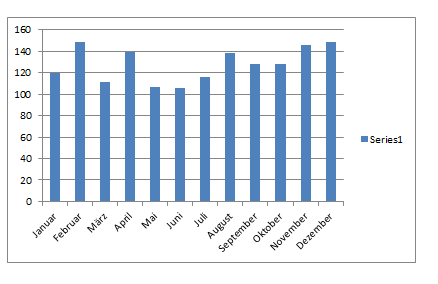 160
140
120
100
80
60
40
20
0
Januar
Februar
März
April
Mai
Juni
Juli
August
September
Oktober
November
Dezember
Series1